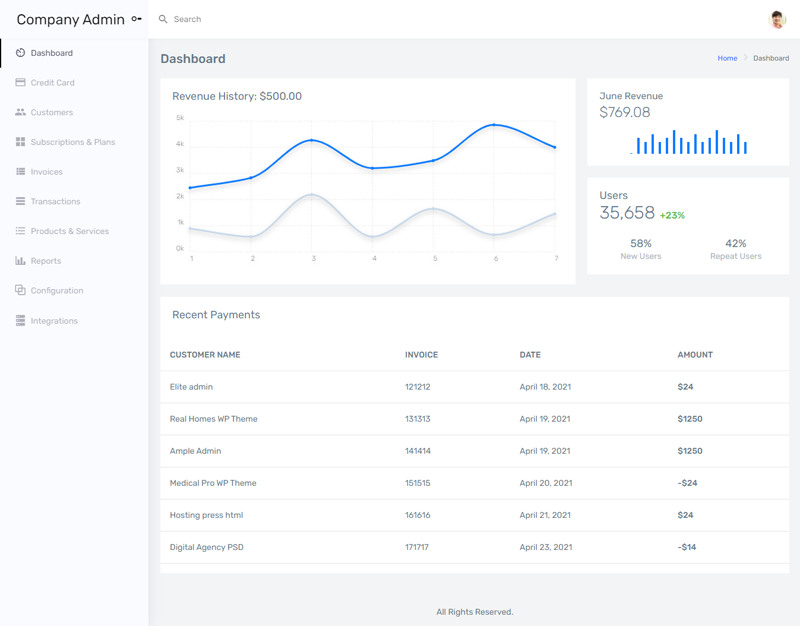 Company Admin
Search
Dashboard
Credit Card
Customers
Subscriptions & Plans
Invoices
Transactions
Products & Services
Reports
Configuration
Integrations
Dashboard
Home
Dashboard
Revenue History: $500.00
5k
4k
3k
2k
1k
0k
1 2 3 4 5 6 7
June Revenue
$769.08
Users
35,658 +23%
58% 42%
New Users Repeat Users
Recent Payments
CUSTOMER NAME INVOICE DATE AMOUNT
Elite admin 121212 April 18, 2021 $24
Real Homes WP Theme 131313 April 19, 2021 $1250
Ample Admin 141414 April 19, 2021 $1250
Medical Pro WP Theme 151515 April 20, 2021 -$24
Hosting press html 161616 April 21, 2021 $24
Digital Agency PSD 171717 April 23, 2021 -$14
All Rights Reserved.